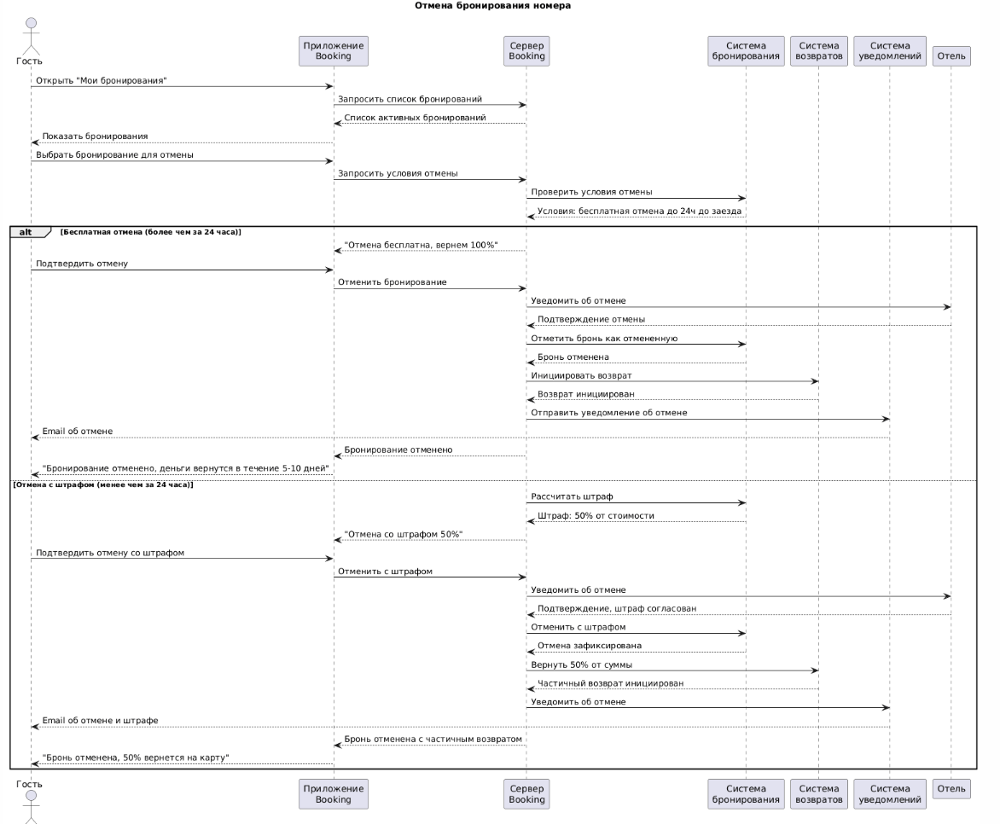 Отмена бронирования номера
Гость
Приложение
Booking
Сервер
Booking
Система
бронирования
Система
возвратов
Система
уведомлений
Отель
Открыть "Мои бронирования"
Запросить список бронирований
Список активных бронирований
Показать бронирования
Выбрать бронирование для отмены
Запросить условия отмены
Проверить условия отмены
Условия: бесплатная отмена до 24ч до заезда
alt
[Бесплатная отмена (более чем за 24 часа)]
"Отмена бесплатна, вернем 100%"
Подтвердить отмену
Отменить бронирование
Уведомить об отмене
Подтверждение отмены
Отметить бронь как отмененную
Бронь отменена
Инициировать возврат
Возврат инициирован
Отправить уведомление об отмене
Email об отмене
Бронирование отменено
"Бронирование отменено, деньги вернутся в течение 5-10 дней"
[Отмена с штрафом (менее чем за 24 часа)]
Рассчитать штраф
Штраф: 50% от стоимости
"Отмена со штрафом 50%"
Подтвердить отмену со штрафом
Отменить с штрафом
Уведомить об отмене
Подтверждение, штраф согласован
Отменить с штрафом
Отмена зафиксирована
Вернуть 50% от суммы
Частичный возврат инициирован
Уведомить об отмене
Email об отмене и штрафе
Бронь отменена с частичным возвратом
"Бронь отменена, 50% вернется на карту"
Гость
Приложение
Booking
Сервер
Booking
Система
бронирования
Система
возвратов
Система
уведомлений
Отель